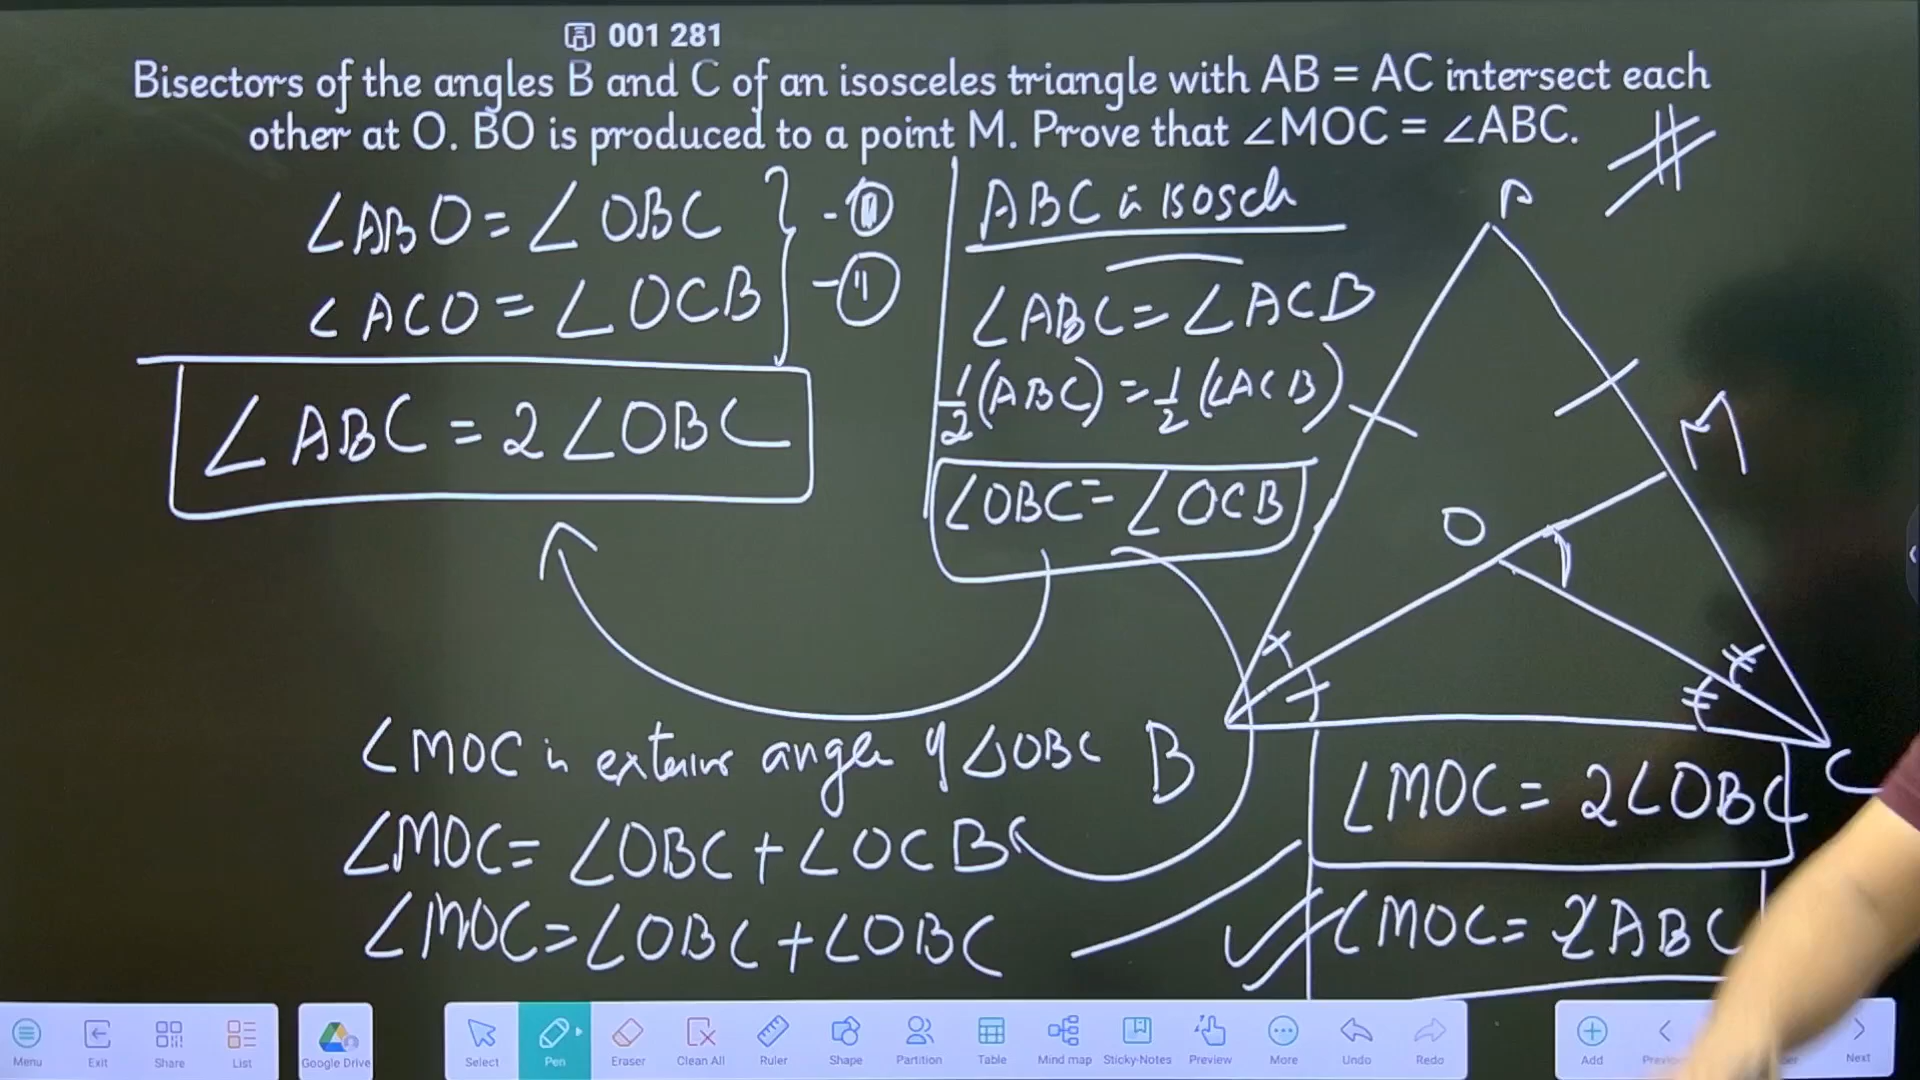 001 281
Bisectors of the angles B and C of an isosceles triangle with AB = AC intersect each
other at O. BO is produced to a point M. Prove that ∠MOC = ∠ABC.
∠ABO = ∠OBC
∠ACO = ∠OCB
∠ABC = 2∠OBC
ABC is isosch
∠ABC = ∠ACB
1/2(ABC) = 1/2(∠ACB)
∠OBC = ∠OCB
A
M
O
B
C
∠MOC is exterior angle of △OBC
∠MOC = ∠OBC + ∠OCB
∠MOC = ∠OBC + ∠OBC
∠MOC = 2∠OBC
∠MOC = ∠ABC
Menu
Exit
Share
List
Google Drive
Select
Pen
Eraser
Clean All
Ruler
Shape
Partition
Table
Mind map
Sticky-Notes
Preview
More
Undo
Redo
Add
Next